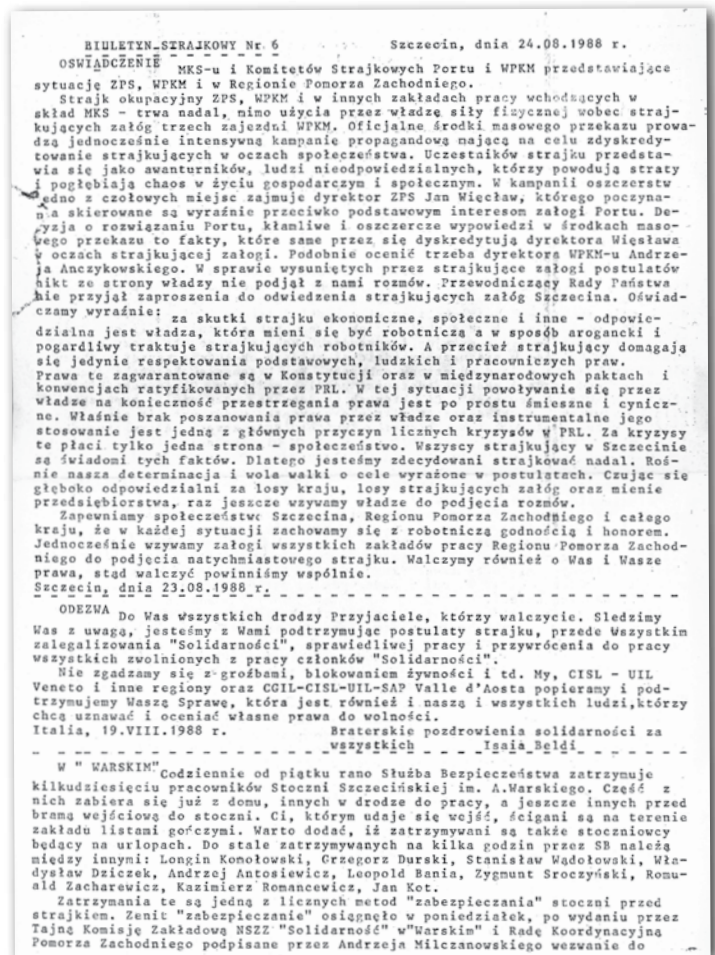 BIULETYN STRAJKOWY Nr 6 Szczecin, dnia 24.08.1988 r.
OSWIADCZENIE MKS-u i Komitetów Strajkowych Portu i WPKM przedstawiające
sytuację ZPS, WPKM i w Regionie Pomorza Zachodniego.
Strajk okupacyjny ZPS, WPKM i w innych zakładach pracy wchodzących w
skład MKS - trwa nadal, mimo użycia przez władzę siły fizycznej wobec straj-
kujących załóg trzech zajezdni WPKM. Oficjalne środki masowego przekazu prowa-
dzą jednocześnie intensywną kampanię propagandową mającą na celu zdyskredy-
towanie strajkujących w oczach społeczeństwa. Uczestników strajku przedsta-
wia się jako awanturników, ludzi nieodpowiedzialnych, którzy powodują straty
i pogłębiają chaos w życiu gospodarczym i społecznym. W kampanii oszczerstw
jedno z czołowych miejsc zajmuje dyrektor ZPS Jan Więcław, którego poczyna-
n a skierowane są wyraźnie przeciwko podstawowym interesom załogi Portu. De-
yzja o rozwiązaniu Portu, kłamliwe i oszczercze wypowiedzi w środkach maso-
wego przekazu to fakty, które same przez się dyskredytują dyrektora Więsława
w oczach strajkującej załogi. Podobnie ocenić trzeba dyrektora WPKM-u Andrze-
ja Anczykowskiego. W sprawie wysuniętych przez strajkujące załogi postulatów
nikt ze strony władzy nie podjął z nami rozmów. Przewodniczący Rady Państwa
nie przyjął zaproszenia do odwiedzenia strajkujących załóg Szczecina. Oświad-
czamy wyraźnie: za skutki strajku ekonomiczne, społeczne i inne - odpowie-
dzialna jest władza, która mieni się być robotniczą a w sposób arogancki i
pogardliwy traktuje strajkujących robotników. A przecież strajkujący domagają
się jedynie respektowania podstawowych, ludzkich i pracowniczych praw.
Prawa te zagwarantowane są w Konstytucji oraz w międzynarodowych paktach i
konwencjach ratyfikowanych przez PRL. W tej sytuacji powoływanie się przez
władze na konieczność przestrzegania prawa jest po prostu śmieszne i cynicz-
ne. Właśnie brak poszanowania prawa przez władze oraz instrumentalne jego
stosowanie jest jedną z głównych przyczyn licznych kryzysów w PRL. Za kryzysy
te płaci tylko jedna strona - społeczeństwo. Wszyscy strajkujący w Szczecinie
są świadomi tych faktów. Dlatego jesteśmy zdecydowani strajkować nadal. Roś-
nie nasza determinacja i wola walki o cele wyrażone w postulatach. Czując się
głęboko odpowiedzialni za losy kraju, losy strajkujących załóg oraz mienie
przedsiębiorstwa, raz jeszcze wzywamy władze do podjęcia rozmów.
Zapewniamy społeczeństwo Szczecina, Regionu Pomorza Zachodniego i całego
kraju, że w każdej sytuacji zachowamy się z robotniczą godnością i honorem.
Jednocześnie wzywamy załogi wszystkich zakładów pracy Regionu Pomorza Zachod-
niego do podjęcia natychmiastowego strajku. Walczymy również o Was i Wasze
prawa, stąd walczyć powinniśmy wspólnie.
Szczecin, dnia 23.08.1988 r.
ODEZWA Do Was wszystkich drodzy Przyjaciele, którzy walczycie. Sledzimy
Was z uwagą, jesteśmy z Wami podtrzymując postulaty strajku, przede Wszystkim
zalegalizowania "Solidarności", sprawiedliwej pracy i przywrócenia do pracy
wszystkich zwolnionych z pracy członków "Solidarności".
Nie zgadzamy się z groźbami, blokowaniem żywności i td. My, CISL - UIL
Veneto i inne regiony oraz CGIL-CISL-UIL-SAP Valle d'Aosta popieramy i pod-
trzymujemy Waszą Sprawę, która jest również i naszą i wszystkich ludzi,którzy
chcą uznawać i oceniać własne prawa do wolności.
Italia, 19.VIII.1988 r. Braterskie pozdrowienia solidarności za
wszystkich Isaia Beldi
W " WARSKIM" Codziennie od piątku rano Służba Bezpieczeństwa zatrzymuje
kilkudziesięciu pracowników Stoczni Szczecińskiej im. A.Warskiego. Część z
nich zabiera się już z domu, innych w drodze do pracy, a jeszcze innych przed
bramą wejściową do stoczni. Ci, którym udaje się wejść, ścigani są na terenie
zakładu listami gończymi. Warto dodać, iż zatrzymywani są także stoczniowcy
będący na urlopach. Do stale zatrzymywanych na kilka godzin przez SB należą
między innymi: Longin Komołowski, Grzegorz Durski, Stanisław Wądołowski, Wła-
dysław Dziczek, Andrzej Antosiewicz, Leopold Bania, Zygmunt Sroczyński, Romu-
ald Zacharewicz, Kazimierz Romancewicz, Jan Kot.
Zatrzymania te są jedną z licznych metod "zabezpieczania" stoczni przed
strajkiem. Zenit "zabezpieczanie" osiągnęło w poniedziałek, po wydaniu przez
Tajną Komisję Zakładową NSZZ "Solidarność" w"Warskim" i Radę Koordynacyjną
Pomorza Zachodniego podpisane przez Andrzeja Milczanowskiego wezwanie do